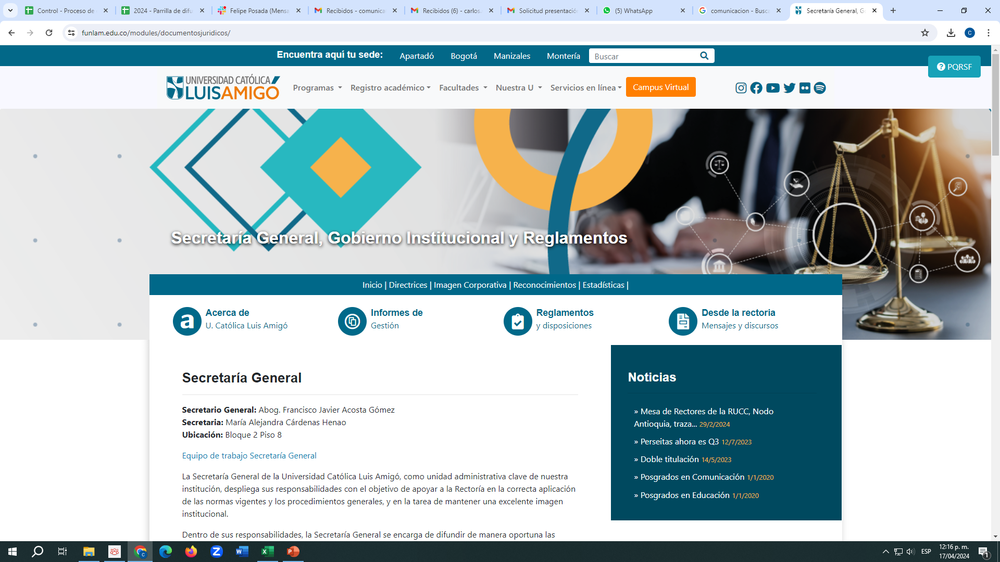 Control - Proceso de
2024 - Parrilla de difu
Felipe Posada (Mensa
Recibidos - comunica
Recibidos (6) - carlos.
Solicitud presentación
(5) WhatsApp
comunicacion - Busc
Secretaría General, G
funlam.edu.co/modules/documentosjuridicos/
C
Encuentra aquí tu sede:
Apartadó
Bogotá
Manizales
Montería
Buscar
PQRSF
UNIVERSIDAD CATÓLICA
LUISAMIGO
Programas
Registro académico
Facultades
Nuestra U
Servicios en línea
Campus Virtual
Secretaría General, Gobierno Institucional y Reglamentos
Inicio | Directrices | Imagen Corporativa | Reconocimientos | Estadísticas |
a
Acerca de
U. Católica Luis Amigó
Informes de
Gestión
Reglamentos
y disposiciones
Desde la rectoria
Mensajes y discursos
Secretaría General
Secretario General: Abog. Francisco Javier Acosta Gómez
Secretaria: María Alejandra Cárdenas Henao
Ubicación: Bloque 2 Piso 8
Equipo de trabajo Secretaría General
La Secretaría General de la Universidad Católica Luis Amigó, como unidad administrativa clave de nuestra
institución, despliega sus responsabilidades con el objetivo de apoyar a la Rectoría en la correcta aplicación
de las normas vigentes y los procedimientos generales, y en la tarea de mantener una excelente imagen
institucional.
Dentro de sus responsabilidades, la Secretaría General se encarga de difundir de manera oportuna las
Noticias
» Mesa de Rectores de la RUCC, Nodo
Antioquia, traza... 29/2/2024
» Perseitas ahora es Q3 12/7/2023
» Doble titulación 14/5/2023
» Posgrados en Comunicación 1/1/2020
» Posgrados en Educación 1/1/2020
ESP
12:16 p. m.
17/04/2024
1